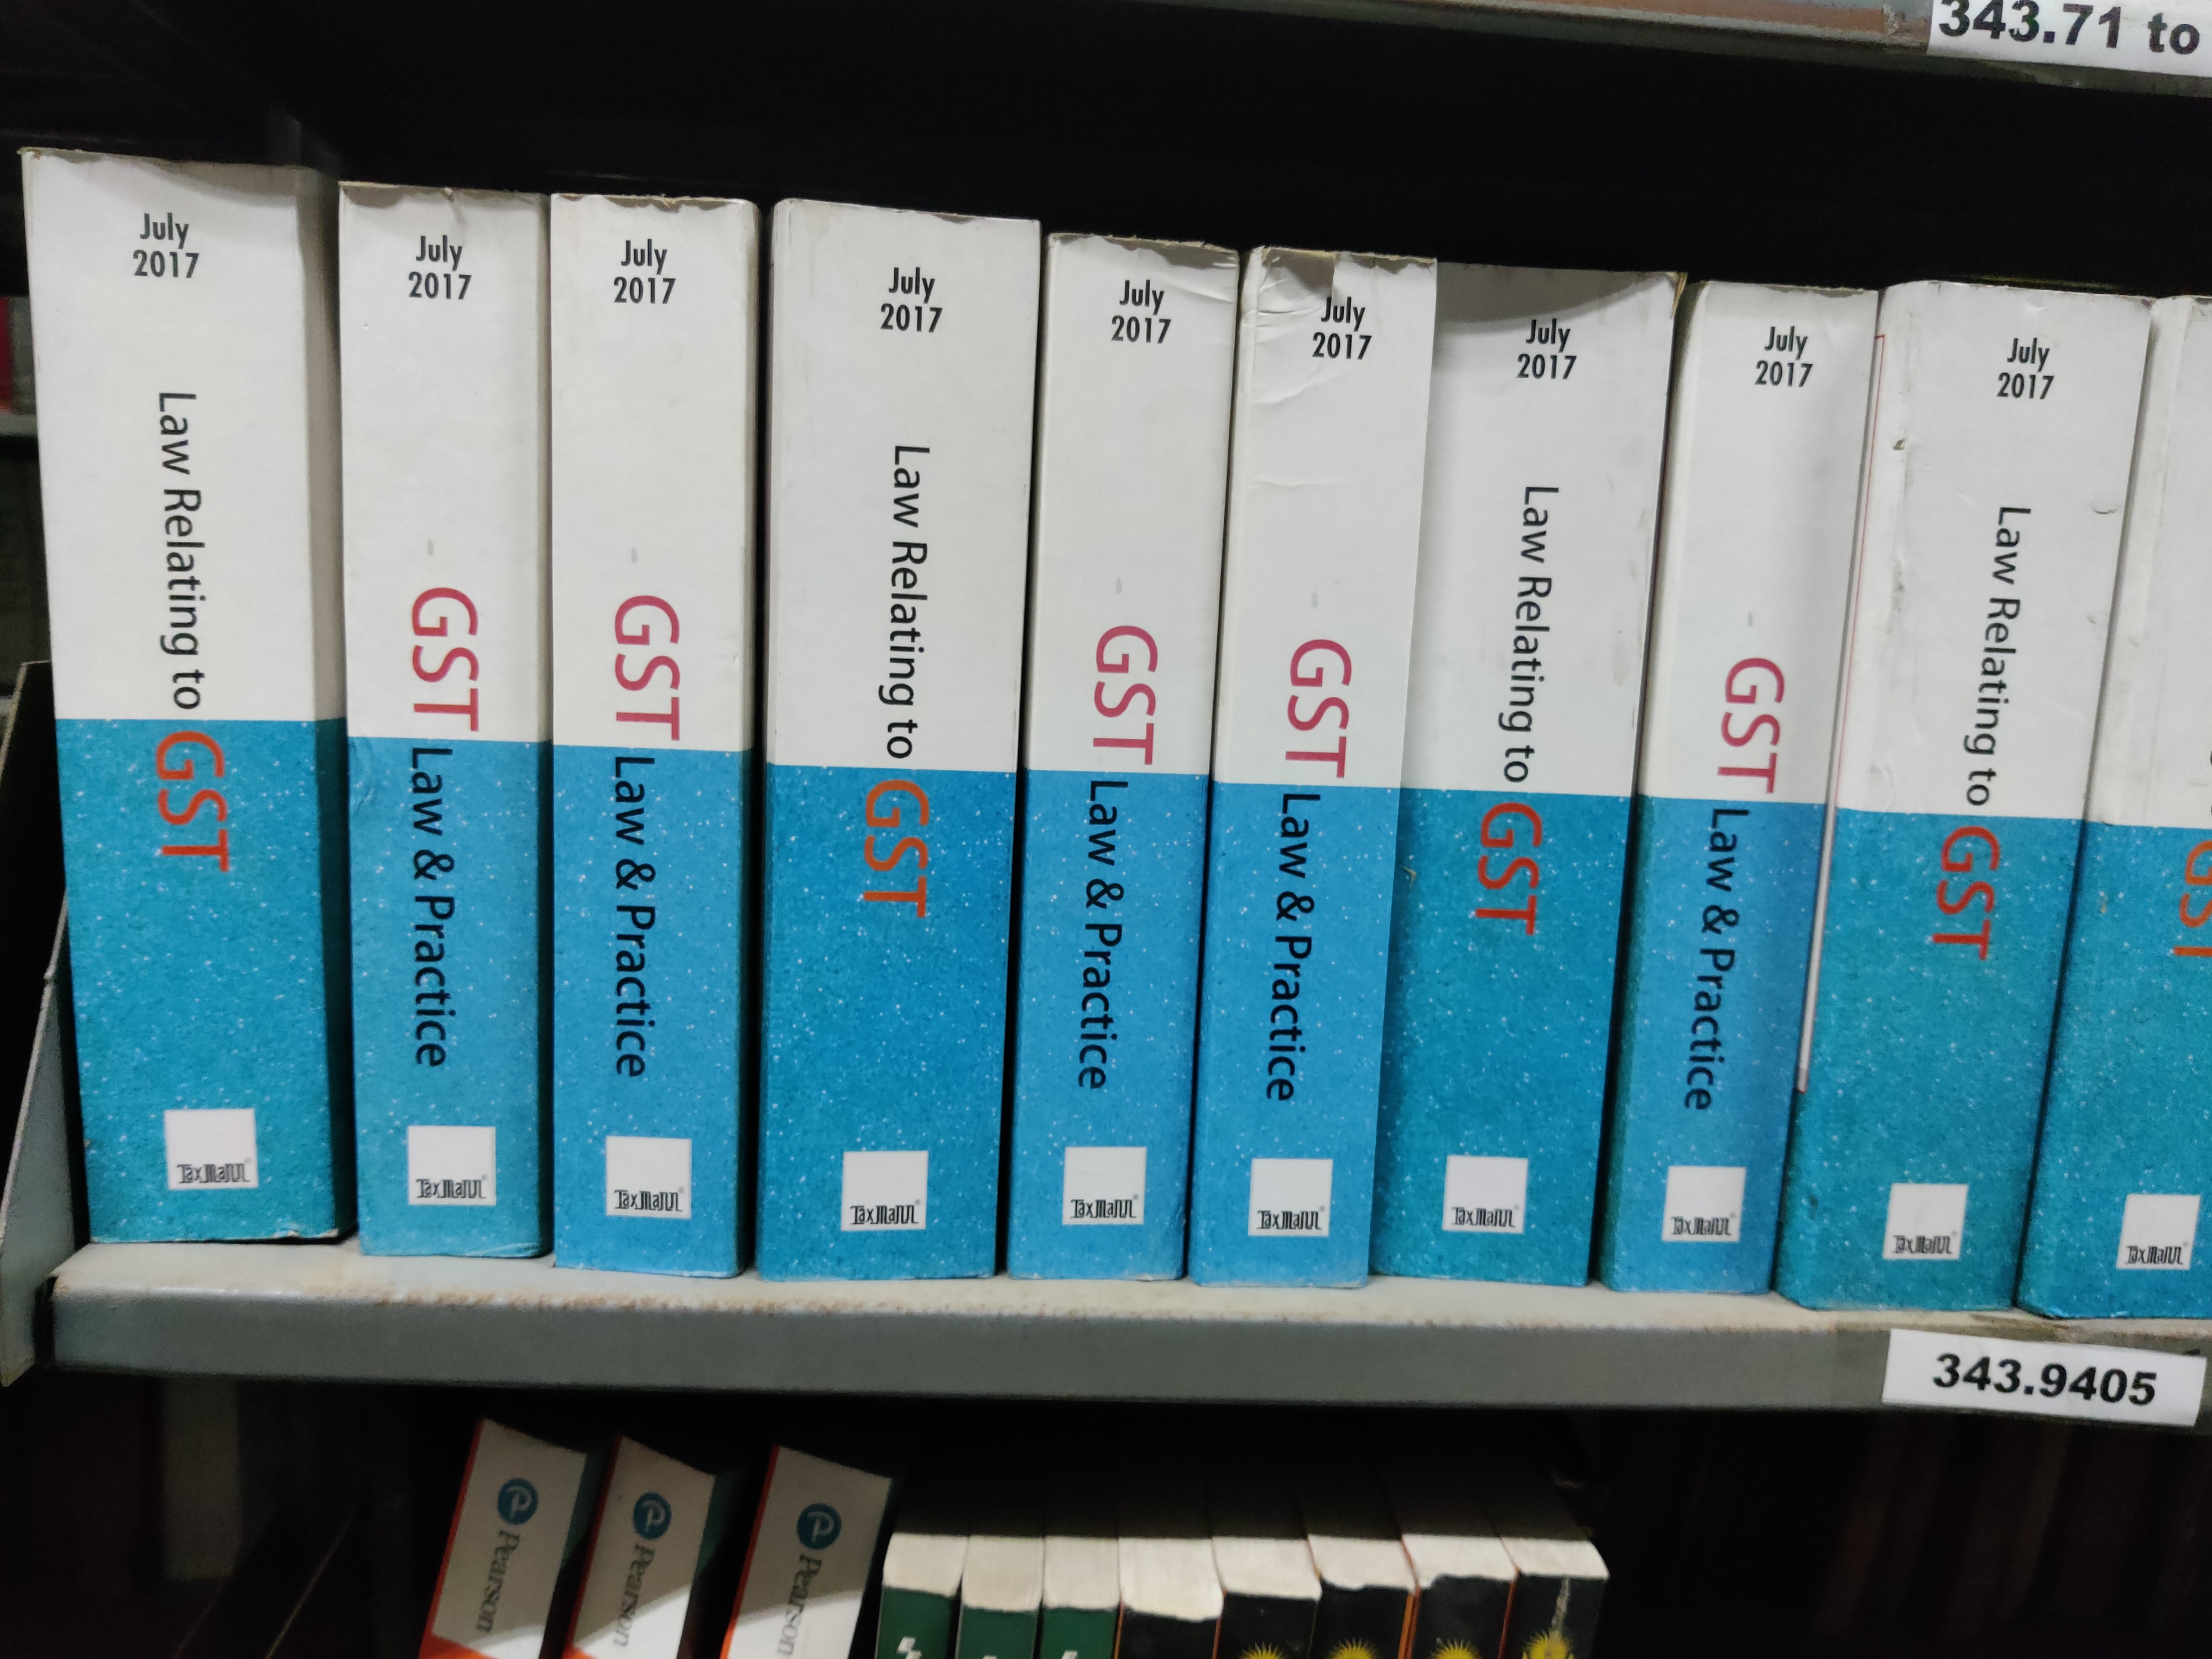 343.71 to
July
2017
Law Relating to GST
Taxmann®
July
2017
GST Law & Practice
Taxmann®
July
2017
GST Law & Practice
Taxmann®
July
2017
Law Relating to GST
Taxmann®
July
2017
GST Law & Practice
Taxmann®
July
2017
GST Law & Practice
Taxmann®
July
2017
Law Relating to GST
Taxmann®
July
2017
GST Law & Practice
Taxmann®
July
2017
Law Relating to GST
Taxmann®
GST
Taxmann®
343.9405
Pearson
Pearson
Pearson